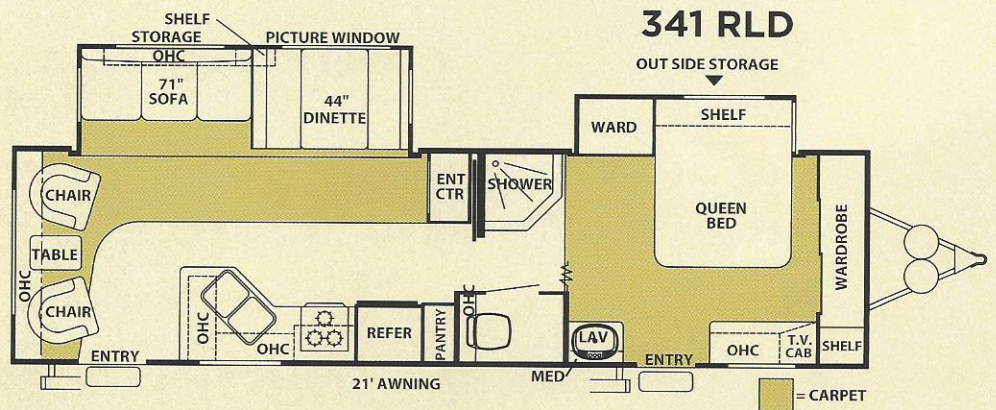 341 RLD
SHELF
STORAGE
PICTURE WINDOW
OUT SIDE STORAGE
OHC
71"
SOFA
44"
DINETTE
WARD
SHELF
CHAIR
ENT
CTR
SHOWER
QUEEN
BED
WARDROBE
TABLE
OHC
CHAIR
OHC
OHC
REFER
PANTRY
OHC
LAV
OHC
T.V.
CAB
SHELF
ENTRY
21' AWNING
MED
ENTRY
= CARPET